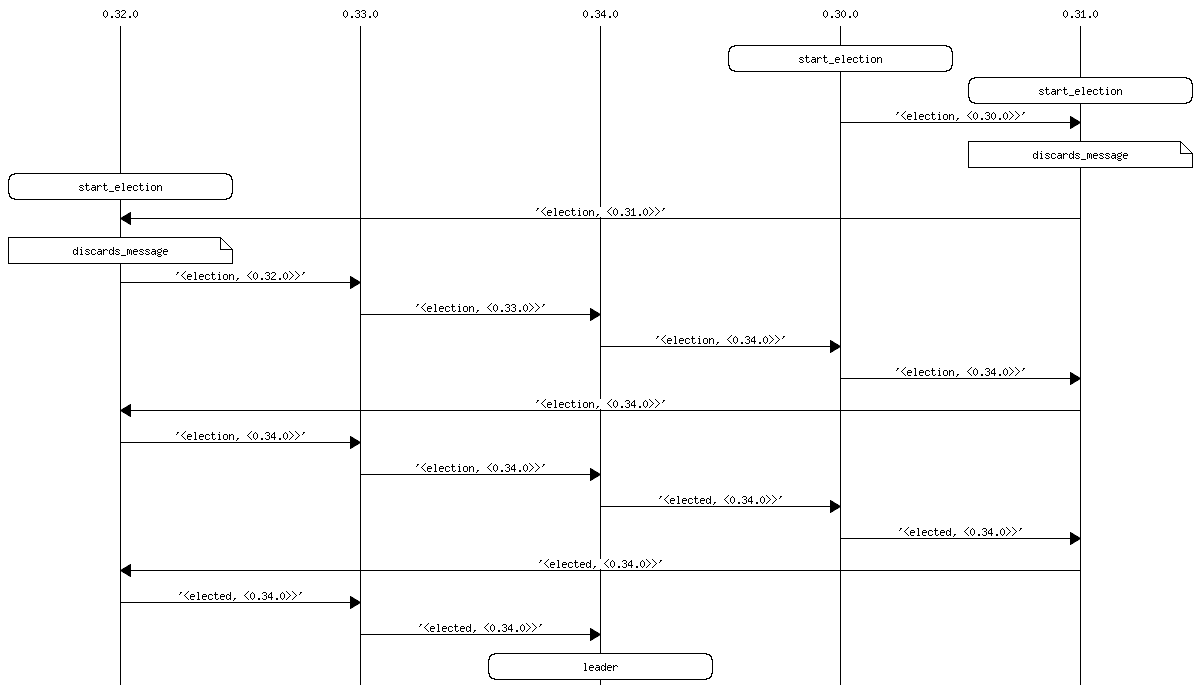 0.32.0 0.33.0 0.34.0 0.30.0 0.31.0
start_election
start_election
'<election, <0.30.0>>'
discards_message
start_election
'<election, <0.31.0>>'
discards_message
'<election, <0.32.0>>'
'<election, <0.33.0>>'
'<election, <0.34.0>>'
'<election, <0.34.0>>'
'<election, <0.34.0>>'
'<election, <0.34.0>>'
'<election, <0.34.0>>'
'<elected, <0.34.0>>'
'<elected, <0.34.0>>'
'<elected, <0.34.0>>'
'<elected, <0.34.0>>'
'<elected, <0.34.0>>'
leader